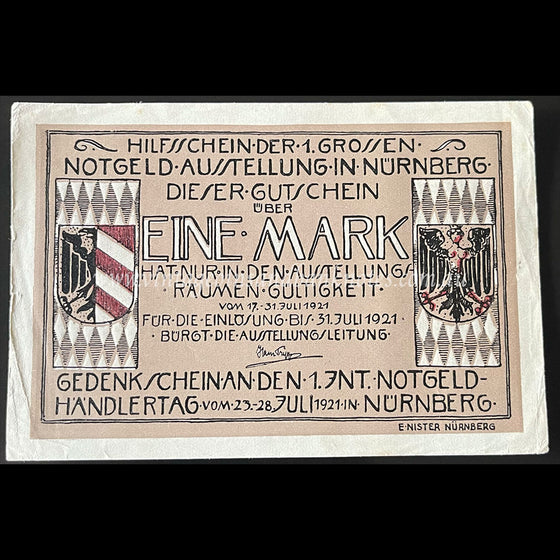 HILFSSCHEIN·DER·1.GROSSEN·
NOTGELD·AUSSTELLUNG·IN·NÜRNBERG·
DIESER·GUTSCHEIN
ÜBER
EINE·MARK
HAT·NUR·IN·DEN·AUSSTELLUNGS
RÄUMEN·GÜLTIGKEIT·
VOM 17.-31.JULI 1921
FÜR·DIE·EINLÖSUNG·BIS·31.JULI 1921·
BÜRGT·DIE·AUSSTELLUNGSLEITUNG·
GEDENKSCHEIN·AN·DEN·1.INT.·NOTGELD-
HÄNDLERTAG·VOM·23.-28.JULI 1921·IN·NÜRNBERG·
E·NISTER NÜRNBERG